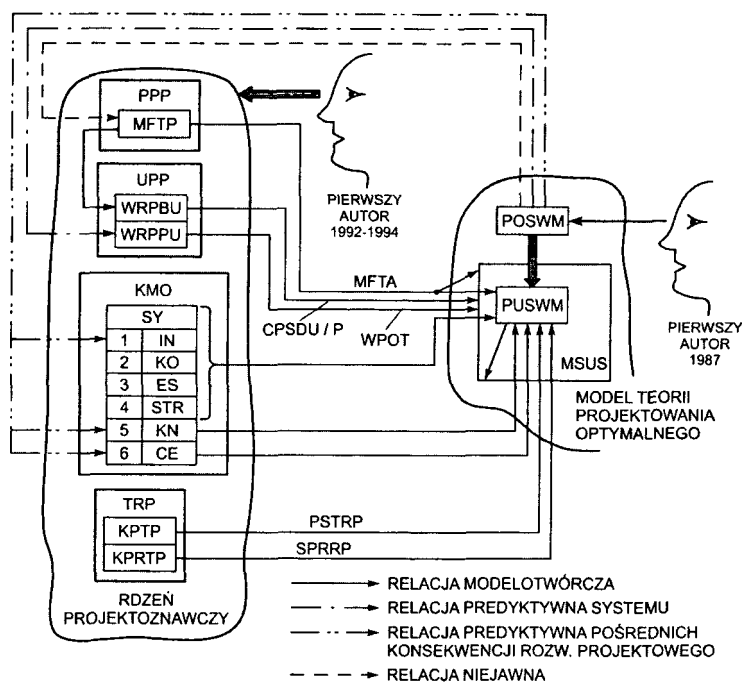 PPP
MFTP
UPP
WRPBU
WRPPU
PIERWSZY
AUTOR
1992-1994
POSWM
KMO
SY
1 IN
2 KO
3 ES
4 STR
5 KN
6 CE
MFTA
CPSDU / P
WPOT
PUSWM
MSUS
PIERWSZY
AUTOR
1987
MODEL TEORII
PROJEKTOWANIA
OPTYMALNEGO
TRP
KPTP
KPRTP
PSTRP
SPRRP
RDZEŃ
PROJEKTOZNAWCZY
RELACJA MODELOTWÓRCZA
RELACJA PREDYKTYWNA SYSTEMU
RELACJA PREDYKTYWNA POŚREDNICH
KONSEKWENCJI ROZW. PROJEKTOWEGO
RELACJA NIEJAWNA